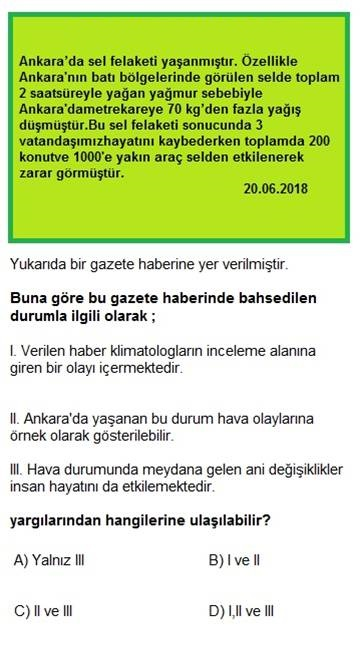 Ankara’da sel felaketi yaşanmıştır. Özellikle
Ankara'nın batı bölgelerinde görülen selde toplam
2 saatsüreyle yağan yağmur sebebiyle
Ankara'dametrekareye 70 kg’den fazla yağış
düşmüştür.Bu sel felaketi sonucunda 3
vatandaşımızhayatını kaybederken toplamda 200
konutve 1000'e yakın araç selden etkilenerek
zarar görmüştür.
20.06.2018
Yukarıda bir gazete haberine yer verilmiştir.
Buna göre bu gazete haberinde bahsedilen
durumla ilgili olarak ;
I. Verilen haber klimatologların inceleme alanına
giren bir olayı içermektedir.
II. Ankara'da yaşanan bu durum hava olaylarına
örnek olarak gösterilebilir.
III. Hava durumunda meydana gelen ani değişiklikler
insan hayatını da etkilemektedir.
yargılarından hangilerine ulaşılabilir?
A) Yalnız III
B) I ve II
C) II ve III
D) I,II ve III